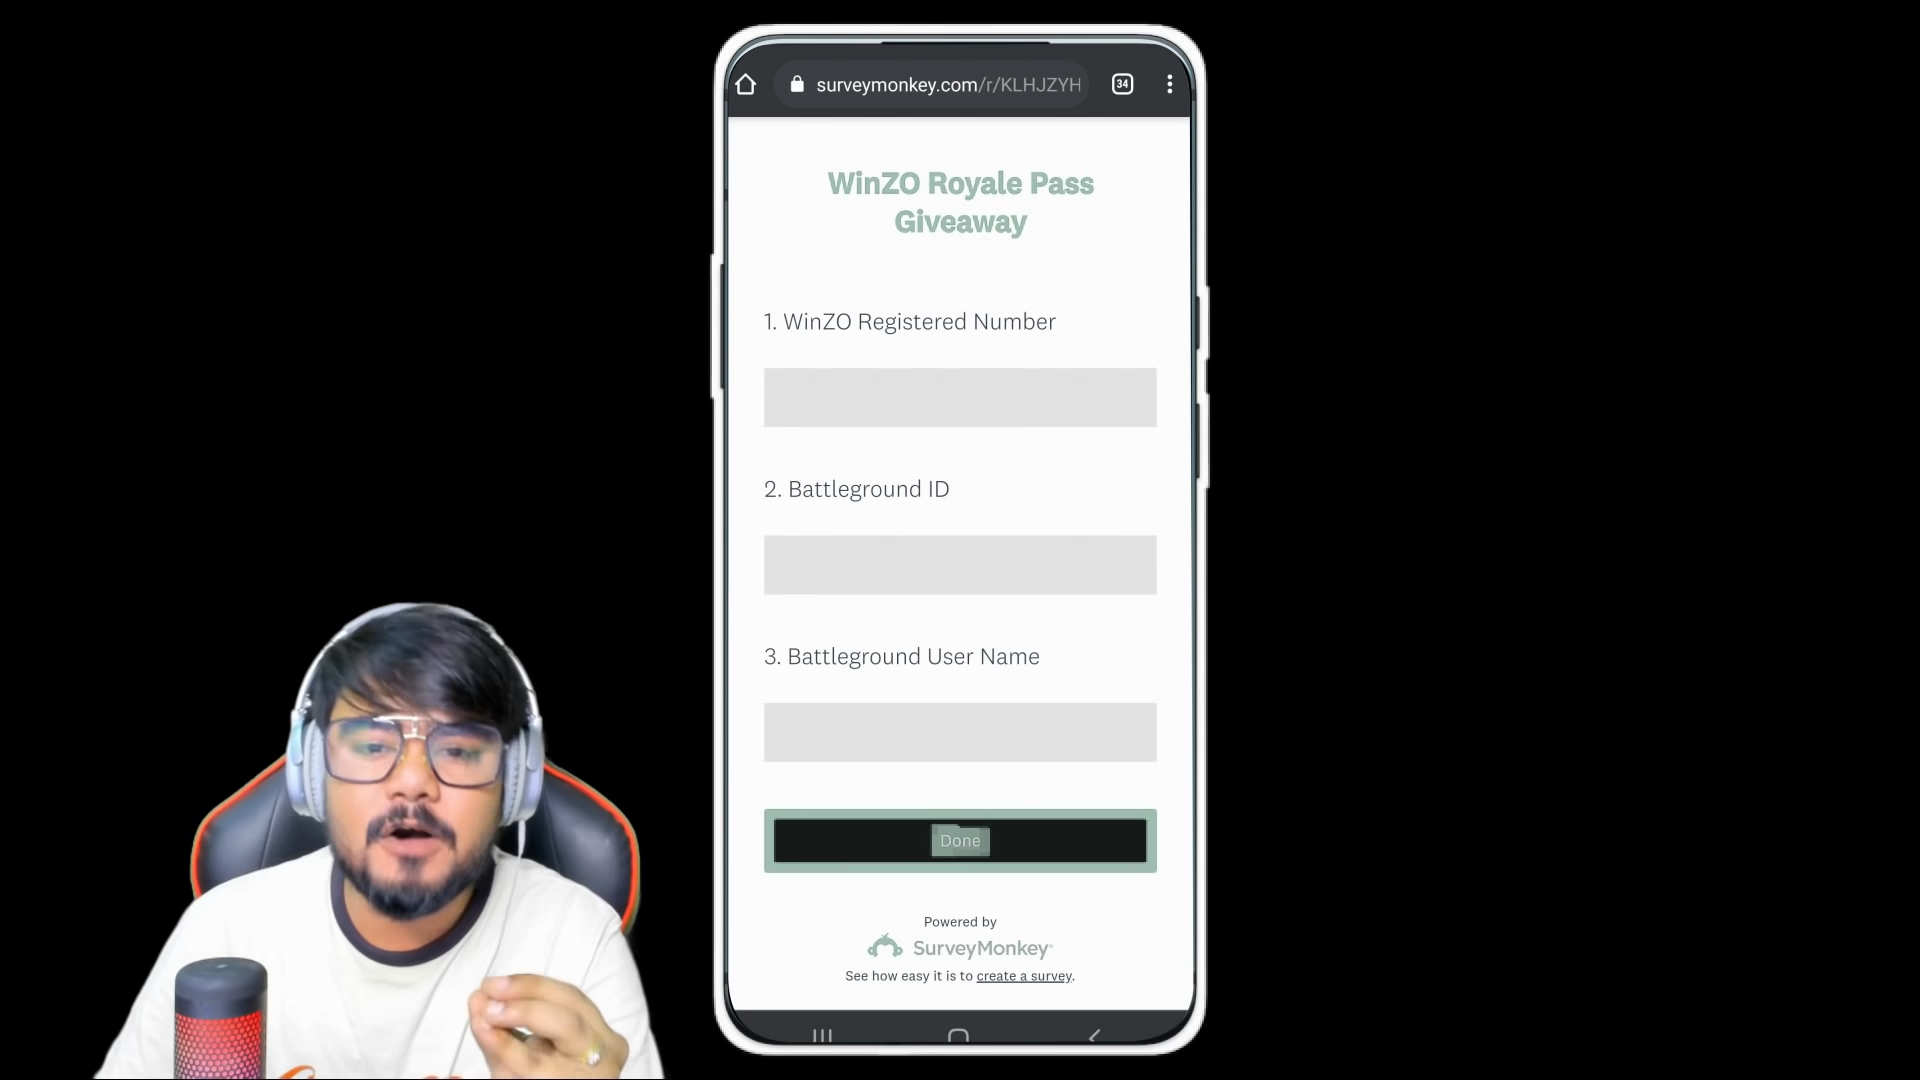 34
surveymonkey.com/r/KLHJZYH
WinZO Royale Pass
Giveaway
1. WinZO Registered Number
2. Battleground ID
3. Battleground User Name
Done
Powered by
SurveyMonkey
See how easy it is to create a survey.